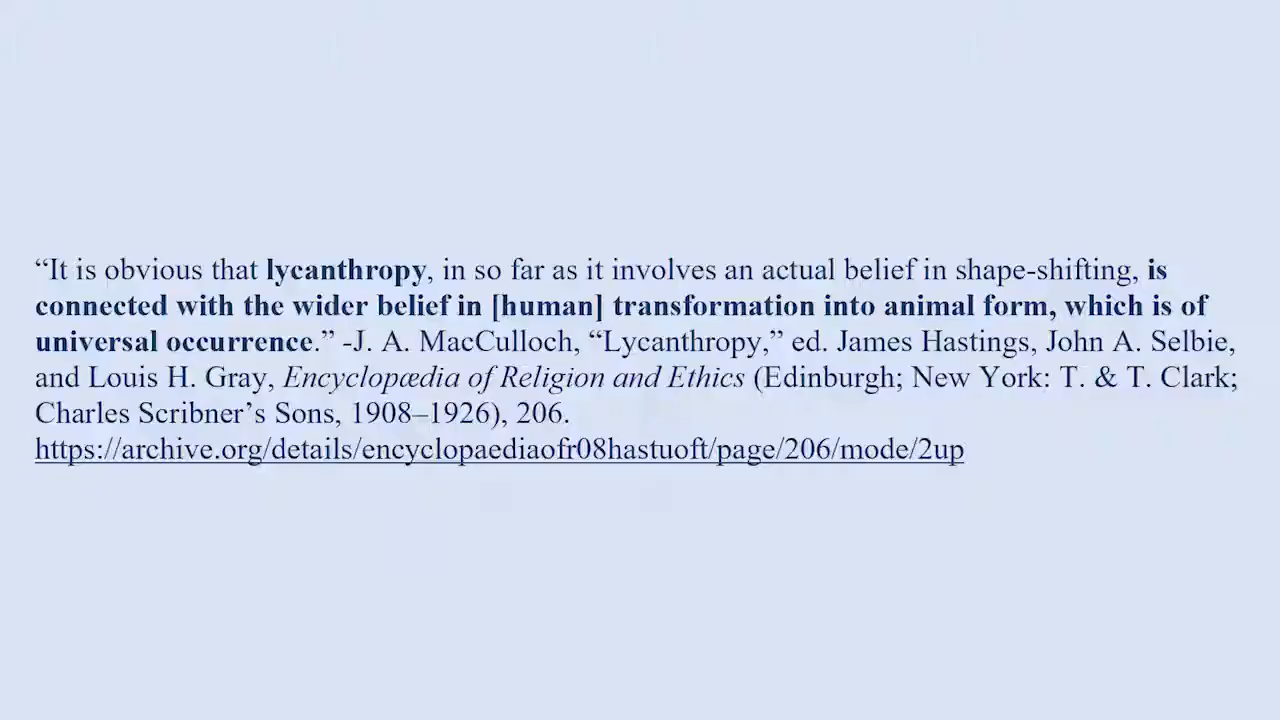 “It is obvious that lycanthropy, in so far as it involves an actual belief in shape-shifting, is
connected with the wider belief in [human] transformation into animal form, which is of
universal occurrence.” -J. A. MacCulloch, “Lycanthropy,” ed. James Hastings, John A. Selbie,
and Louis H. Gray, Encyclopædia of Religion and Ethics (Edinburgh; New York: T. & T. Clark;
Charles Scribner’s Sons, 1908–1926), 206.
https://archive.org/details/encyclopaediaofr08hastuoft/page/206/mode/2up